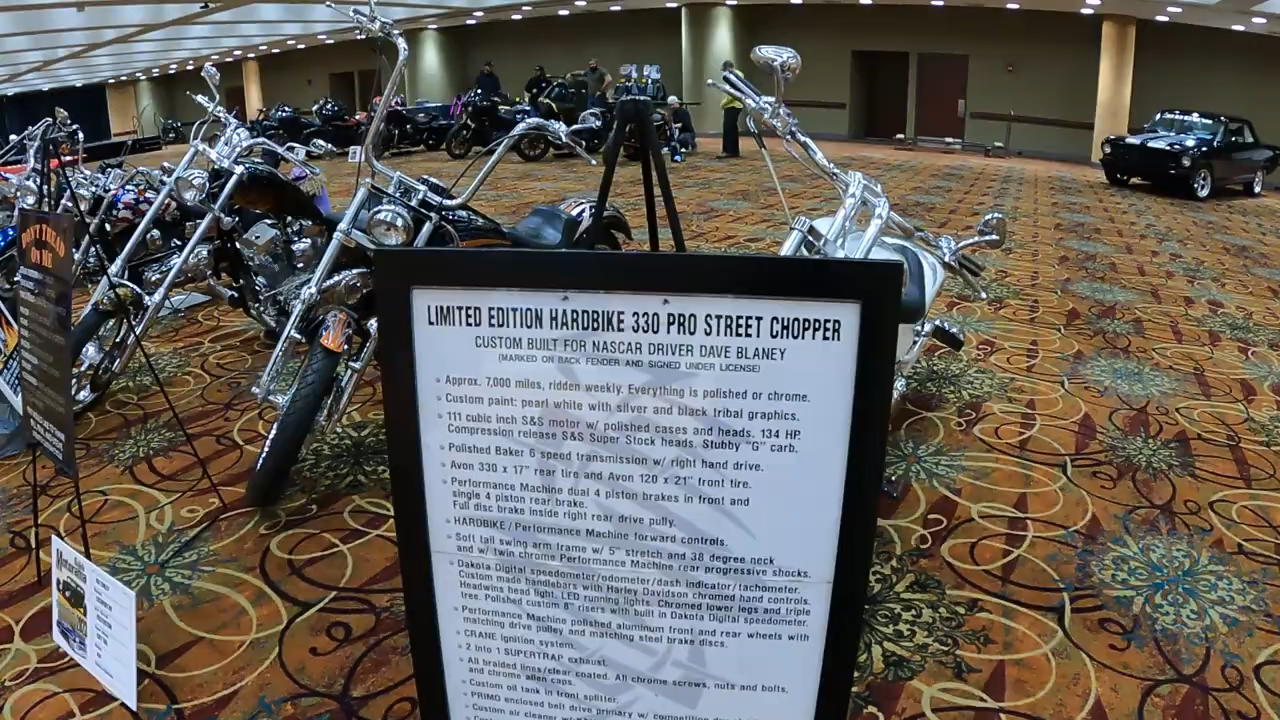 LIMITED EDITION HARDBIKE 330 PRO STREET CHOPPER
CUSTOM BUILT FOR NASCAR DRIVER DAVE BLANEY
(MARKED ON BACK FENDER AND SIGNED UNDER LICENSE)
Approx. 7,000 miles, ridden weekly. Everything is polished or chrome.
Custom paint: pearl white with silver and black tribal graphics.
111 cubic inch S&S motor w/ polished cases and heads. 134 HP.
Compression release S&S Super Stock heads. Stubby "G" carb.
Polished Baker 6 speed transmission w/ right hand drive.
Avon 330 x 17" rear tire and Avon 120 x 21" front tire.
Performance Machine dual 4 piston brakes in front and
single 4 piston rear brake.
Full disc brake inside right rear drive pully.
HARDBIKE / Performance Machine forward controls.
Soft tail swing arm frame w/ 5" stretch and 38 degree neck
and w/ twin chrome Performance Machine rear progressive shocks.
Dakota Digital speedometer/odometer/dash indicator/tachometer.
Custom made handlebars with Harley Davidson chromed hand controls.
Headwins head light. LED running lights. Chromed lower legs and triple
tree. Polished custom 8" risers with built in Dakota Digital speedometer.
Performance Machine polished aluminum front and rear wheels with
matching drive pulley and matching steel brake discs.
CRANE ignition system.
2 into 1 SUPERTRAP exhaust.
All braided lines/clear coated. All chrome screws, nuts and bolts,
and chrome allen caps.
Custom oil tank in front splitter.
PRIMO enclosed belt drive primary w/ competition
Custom air cleaner
DON'T TREAD
ON ME